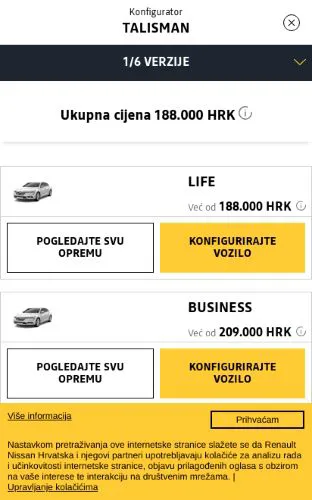 Konfigurator
TALISMAN
1/6 VERZIJE
Ukupna cijena 188.000 HRK
LIFE
Već od 188.000 HRK
POGLEDAJTE SVU
OPREMU
KONFIGURIRAJTE
VOZILO
BUSINESS
Već od 209.000 HRK
POGLEDAJTE SVU
OPREMU
KONFIGURIRAJTE
VOZILO
Više informacija
Prihvaćam
Nastavkom pretraživanja ove internetske stranice slažete se da Renault
Nissan Hrvatska i njegovi partneri upotrebljavaju kolačiće za analizu rada
i učinkovitosti internetske stranice, objavu prilagođenih oglasa s obzirom
na vaše interese te interakciju na društvenim mrežama. |
Upravljanje kolačićima